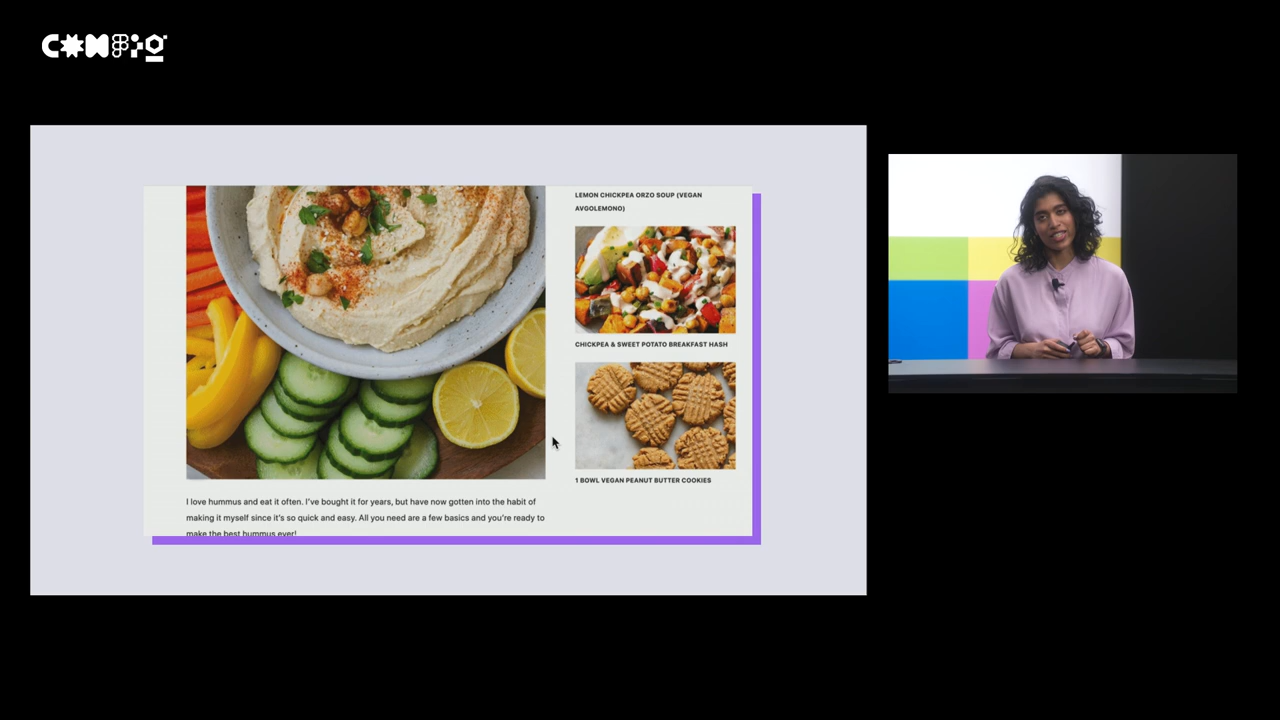 CONFIG
LEMON CHICKPEA ORZO SOUP (VEGAN
AVGOLEMONO)
CHICKPEA & SWEET POTATO BREAKFAST HASH
1 BOWL VEGAN PEANUT BUTTER COOKIES
I love hummus and eat it often. I've bought it for years, but have now gotten into the habit of
making it myself since it's so quick and easy. All you need are a few basics and you're ready to
make the best hummus ever!